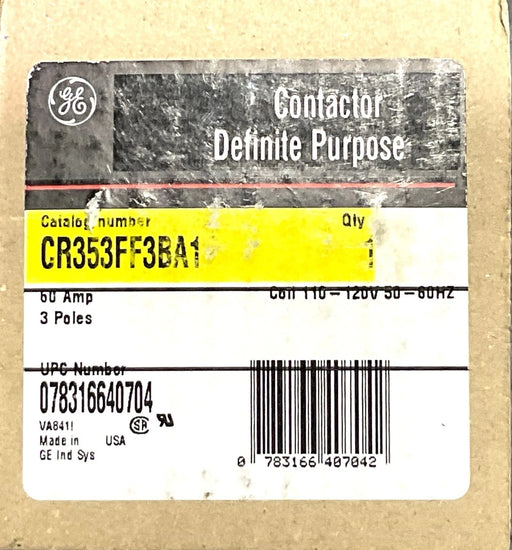 GE
Contactor
Definite Purpose
Catalog number Qty
CR353FF3BA1 1
60 Amp Coil 110-120V 50-60HZ
3 Poles
UPC Number
078316640704
VA841I
Made in USA
GE Ind Sys
0 783166 407042